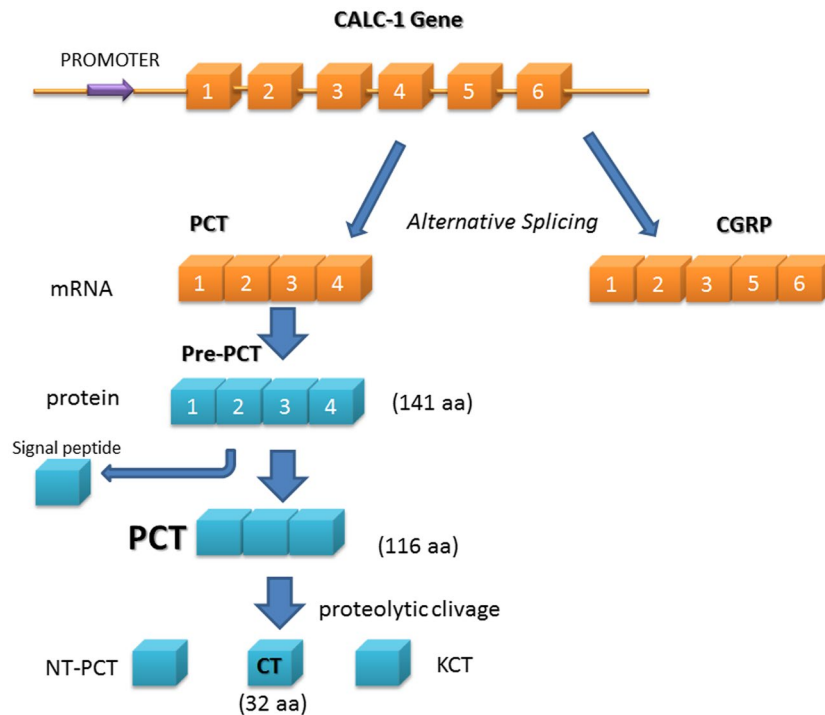 CALC-1 Gene
PROMOTER
1 2 3 4 5 6
PCT
Alternative Splicing
CGRP
mRNA
1 2 3 4
1 2 3 5 6
Pre-PCT
protein
1 2 3 4
(141 aa)
Signal peptide
PCT
(116 aa)
proteolytic clivage
NT-PCT
CT
KCT
(32 aa)